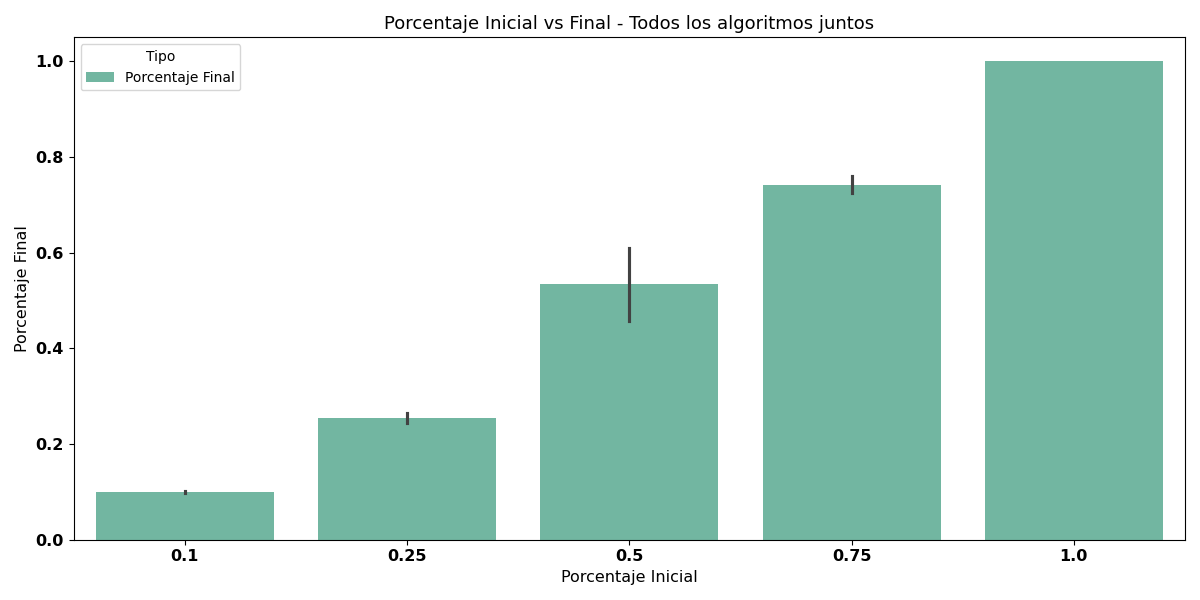 Porcentaje Inicial vs Final - Todos los algoritmos juntos
Tipo
Porcentaje Final
Porcentaje Final
1.0
0.8
0.6
0.4
0.2
0.0
0.1 0.25 0.5 0.75 1.0
Porcentaje Inicial